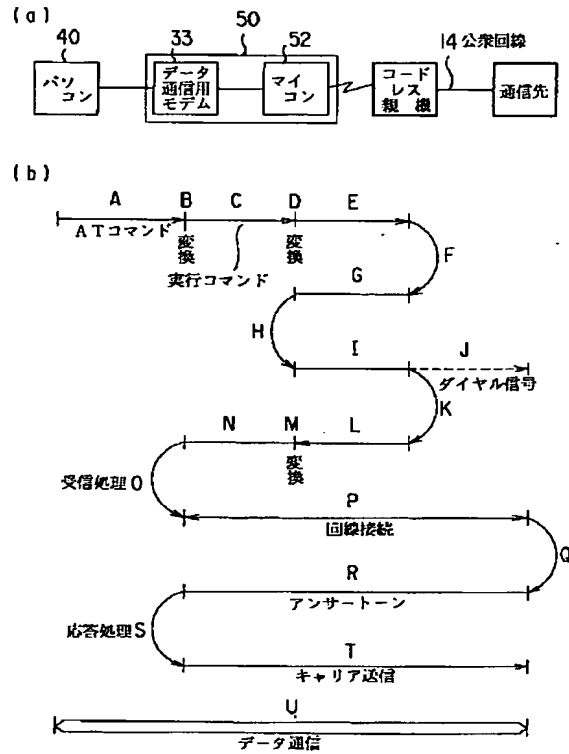 (a)
40
33
50
52
14 公衆回線
パソ
コン
データ
通信用
モデム
マイ
コン
コード
レス
親機
通信先
(b)
A B C D E
ATコマンド
変換
変換
実行コマンド
F
G
H
I
J
ダイヤル信号
K
N M L
変換
受信処理 O
P
回線接続
Q
R
アンサートーン
応答処理 S
T
キャリア送信
U
データ通信